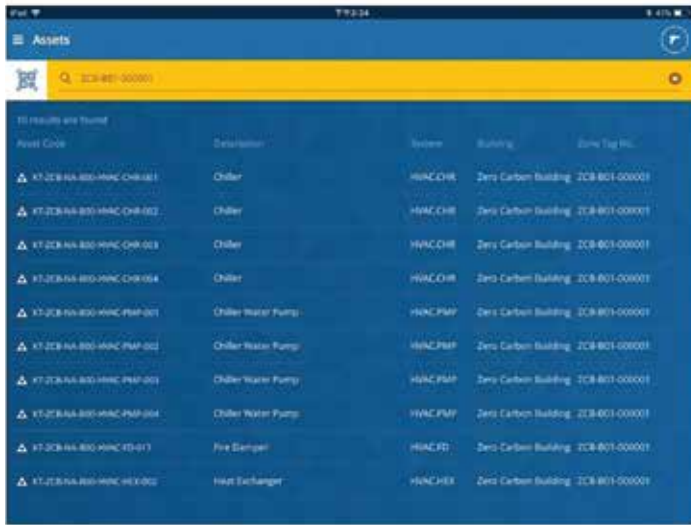 iPad 下午3:34 41%
Assets
ZCB-B01-000001
10 results are found
Asset Code Description System Building Zone Tag No.
KT-ZCB-NA-B00-HVAC-CHR-001 Chiller HVAC.CHR Zero Carbon Building ZCB-B01-000001
KT-ZCB-NA-B00-HVAC-CHR-002 Chiller HVAC.CHR Zero Carbon Building ZCB-B01-000001
KT-ZCB-NA-B00-HVAC-CHR-003 Chiller HVAC.CHR Zero Carbon Building ZCB-B01-000001
KT-ZCB-NA-B00-HVAC-CHR-004 Chiller HVAC.CHR Zero Carbon Building ZCB-B01-000001
KT-ZCB-NA-B00-HVAC-PMP-001 Chiller Water Pump HVAC.PMP Zero Carbon Building ZCB-B01-000001
KT-ZCB-NA-B00-HVAC-PMP-002 Chiller Water Pump HVAC.PMP Zero Carbon Building ZCB-B01-000001
KT-ZCB-NA-B00-HVAC-PMP-003 Chiller Water Pump HVAC.PMP Zero Carbon Building ZCB-B01-000001
KT-ZCB-NA-B00-HVAC-PMP-004 Chiller Water Pump HVAC.PMP Zero Carbon Building ZCB-B01-000001
KT-ZCB-NA-B00-HVAC-FD-017 Fire Damper HVAC.FD Zero Carbon Building ZCB-B01-000001
KT-ZCB-NA-B00-HVAC-HEX-002 Heat Exchanger HVAC.HEX Zero Carbon Building ZCB-B01-000001